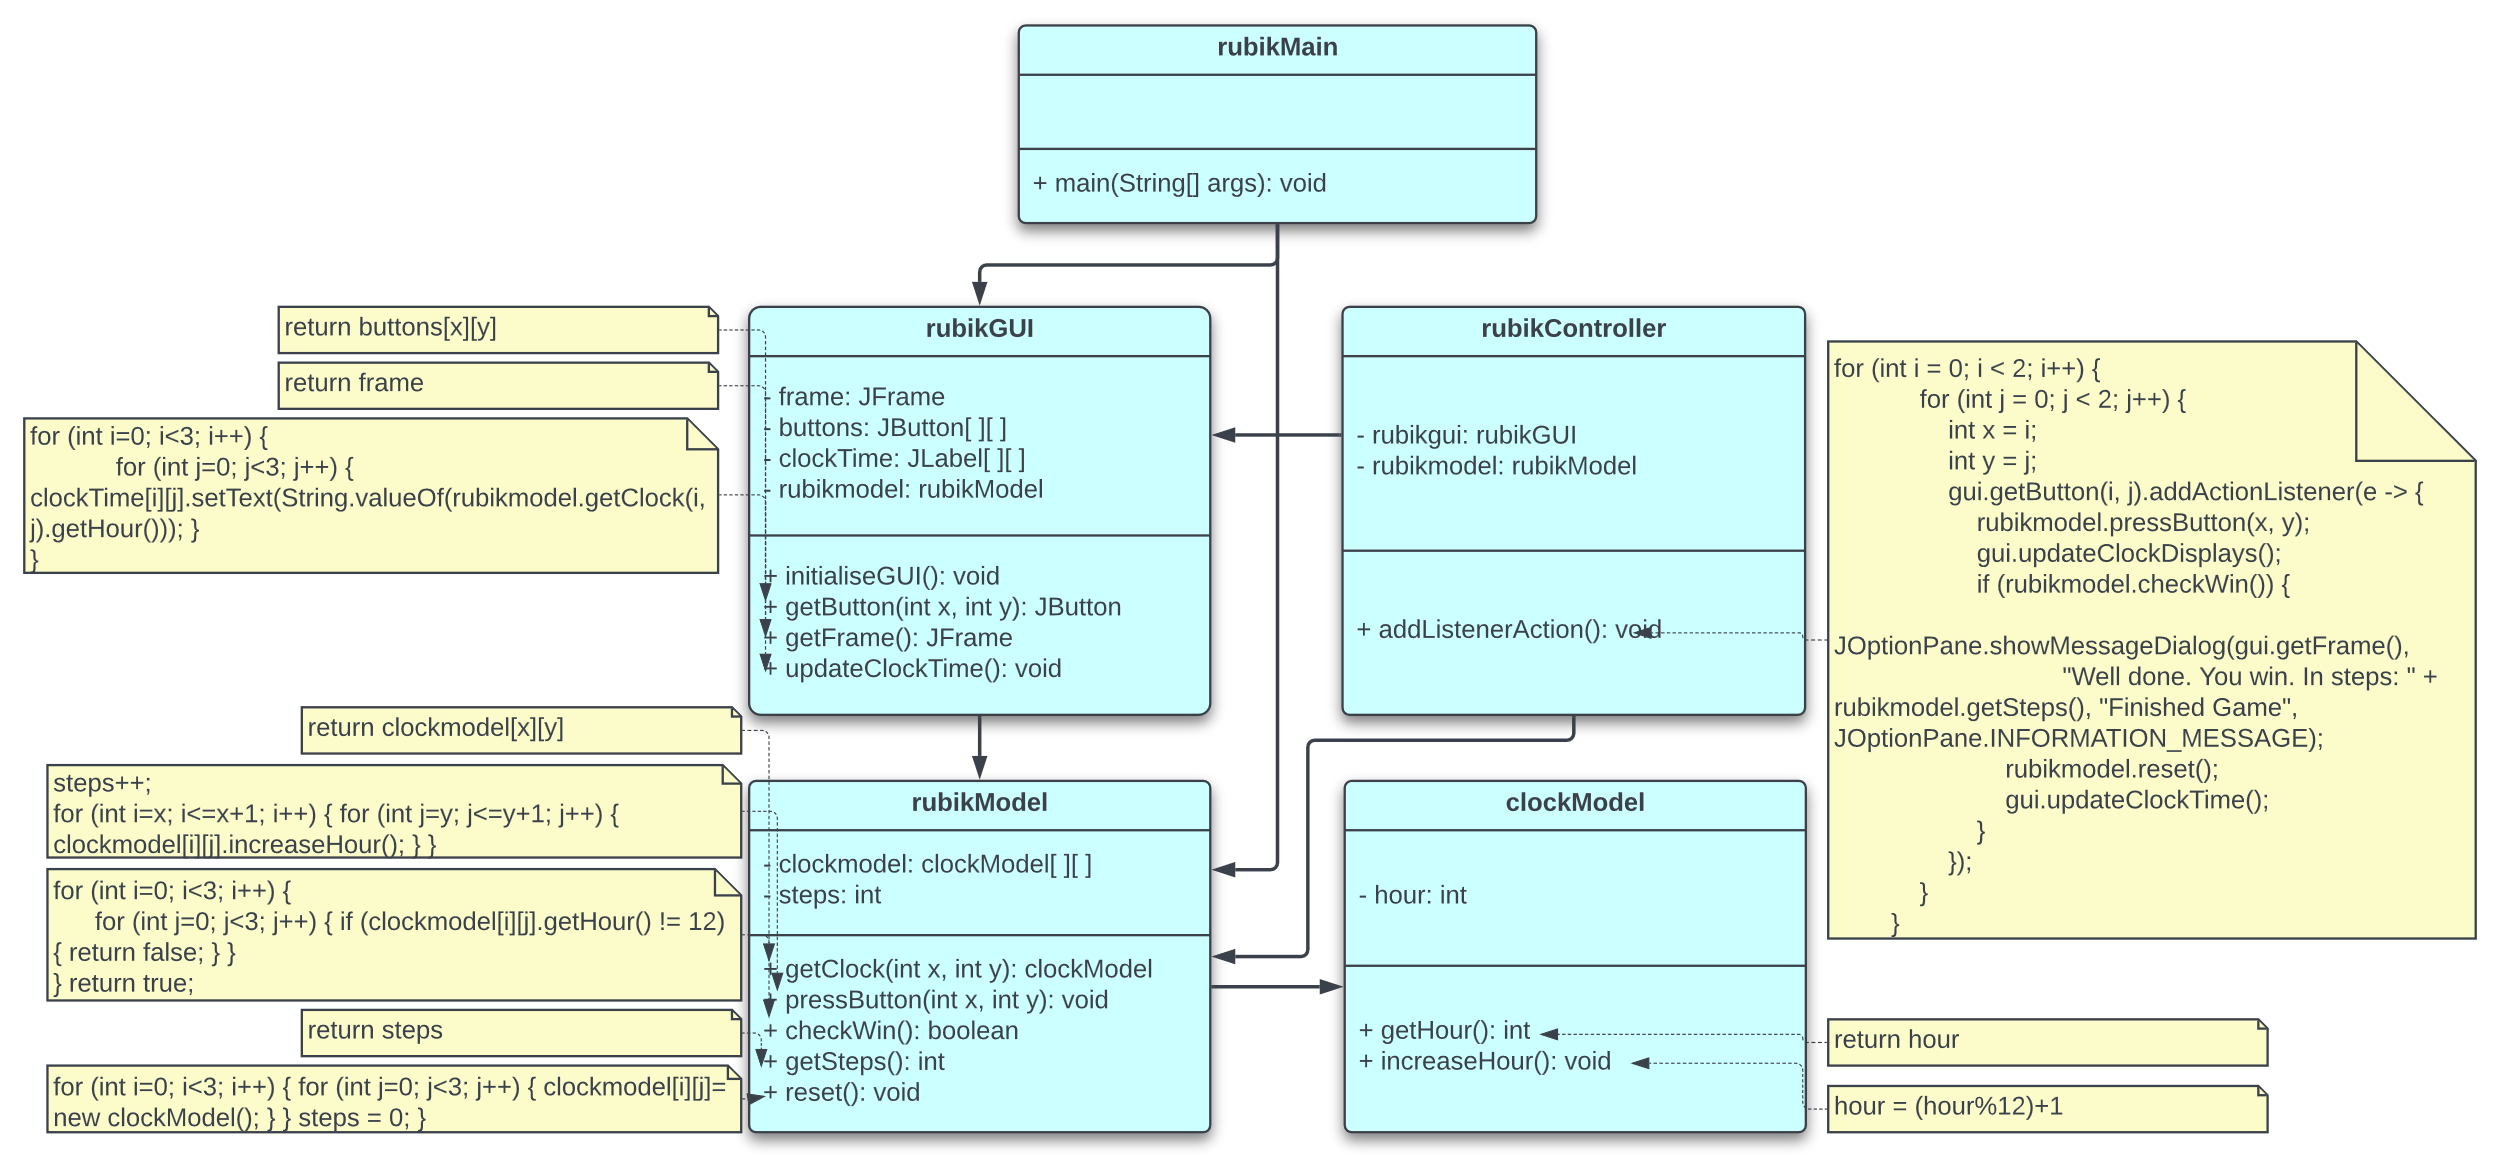 rubikMain
+ main(String[] args): void
return buttons[x][y]
return frame
for (int i=0; i<3; i++) {
for (int j=0; j<3; j++) {
clockTime[i][j].setText(String.valueOf(rubikmodel.getClock(i,
j).getHour())); }
}
rubikGUI
- frame: JFrame
- buttons: JButton[ ][ ]
- clockTime: JLabel[ ][ ]
- rubikmodel: rubikModel
+ initialiseGUI(): void
+ getButton(int x, int y): JButton
+ getFrame(): JFrame
+ updateClockTime(): void
rubikController
- rubikgui: rubikGUI
- rubikmodel: rubikModel
+ addListenerAction(): void
for (int i = 0; i < 2; i++) {
for (int j = 0; j < 2; j++) {
int x = i;
int y = j;
gui.getButton(i, j).addActionListener(e -> {
rubikmodel.pressButton(x, y);
gui.updateClockDisplays();
if (rubikmodel.checkWin()) {
JOptionPane.showMessageDialog(gui.getFrame(),
"Well done. You win. In steps: " +
rubikmodel.getSteps(), "Finished Game",
JOptionPane.INFORMATION_MESSAGE);
rubikmodel.reset();
gui.updateClockTime();
}
});
}
}
return clockmodel[x][y]
steps++;
for (int i=x; i<=x+1; i++) { for (int j=y; j<=y+1; j++) {
clockmodel[i][j].increaseHour(); } }
for (int i=0; i<3; i++) {
for (int j=0; j<3; j++) { if (clockmodel[i][j].getHour() != 12)
{ return false; } }
} return true;
return steps
for (int i=0; i<3; i++) { for (int j=0; j<3; j++) { clockmodel[i][j]=
new clockModel(); } } steps = 0; }
rubikModel
- clockmodel: clockModel[ ][ ]
- steps: int
+ getClock(int x, int y): clockModel
+ pressButton(int x, int y): void
+ checkWin(): boolean
+ getSteps(): int
+ reset(): void
clockModel
- hour: int
+ getHour(): int
+ increaseHour(): void
return hour
hour = (hour%12)+1